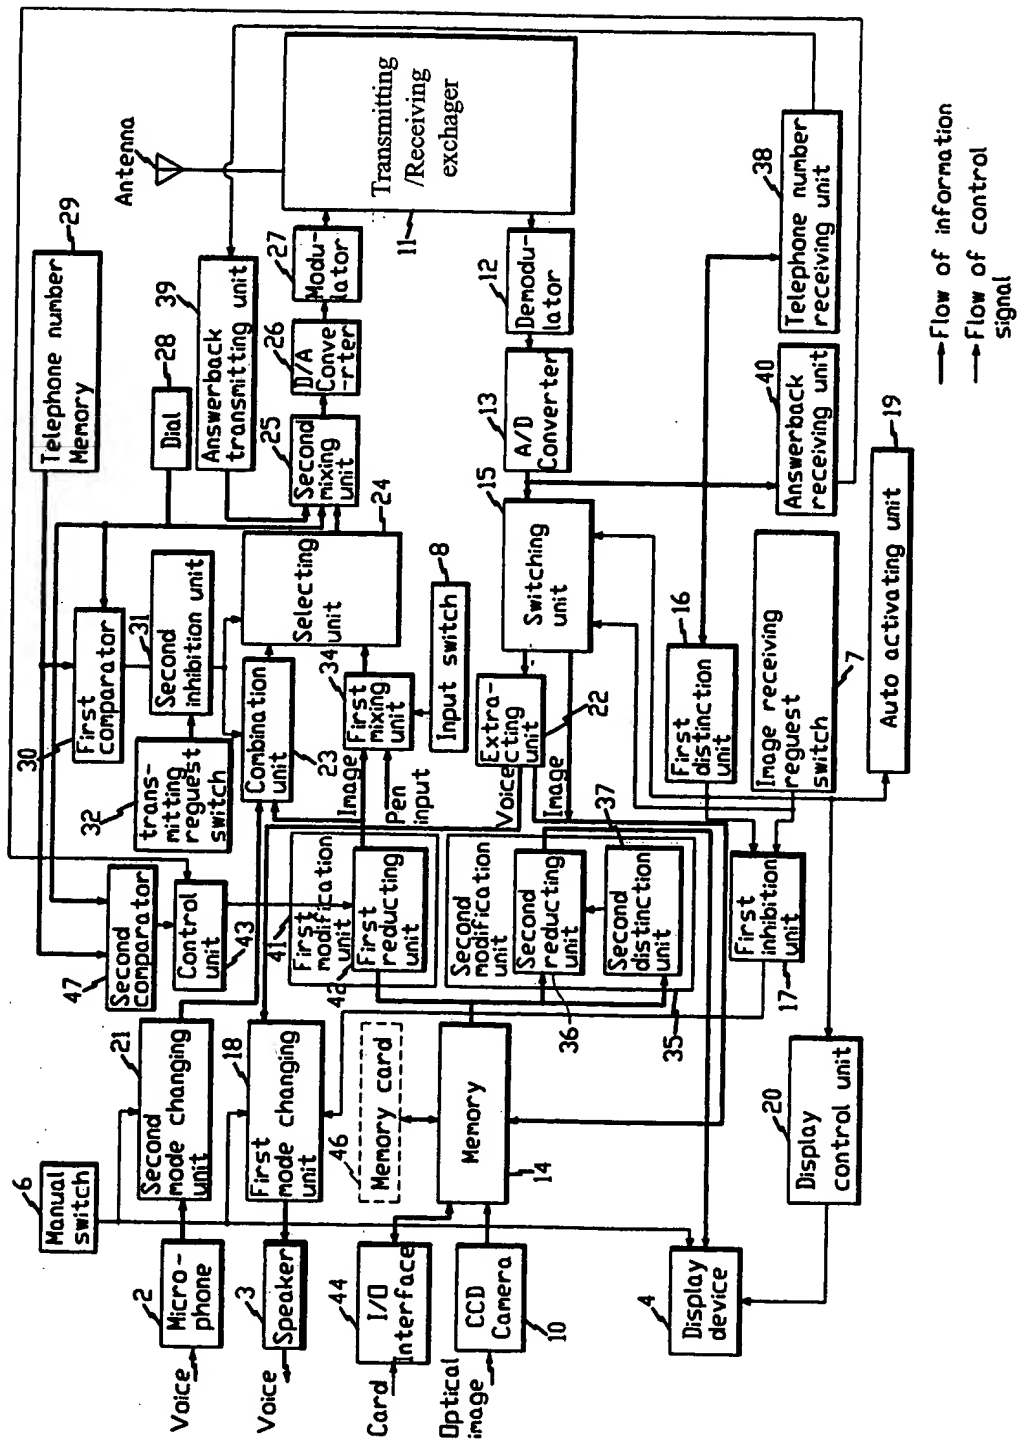 Antenna
29
Telephone number
Memory
28
Dial
39
Answerback
transmitting unit
27
Modu-
lator
26
D/A
Conve-
-rter
25
Second
mixing
unit
Transmitting
/Receiving
exchager
11
12
Demodu-
lator
13
A/D
Converter
38
Telephone number
receiving unit
40
Answerback
receiving unit
→ Flow of information
→ Flow of control
signal
30
First
comparator
31
Second
inhibition unit
32
trans-
mitting
reguest
switch
24
Selecting
unit
Combination
unit
23
34
First
mixing
unit
Image
Pen
input
8
Input switch
15
Switching
unit
Extra-
cting
unit
22
Voice
Image
16
First
distinction
unit
Image receiving
reguest
switch
7
19
Auto activating unit
47
Second
comparator
Control
unit
43
41
First
modification
unit
42
First
reducting
unit
Second
modification
unit
Second
reducting
unit
36
37
Second
distinction
unit
35
First
inhibition
unit
17
6
Manual
switch
21
Second
mode changing
unit
18
First
mode changing
unit
46
Memory card
Memory
14
20
Display
control unit
Voice
2
Micro-
phone
Voice
3
Speaker
Card
44
I/O
Interface
Optical
image
CCD
Camera
10
4
Display
device